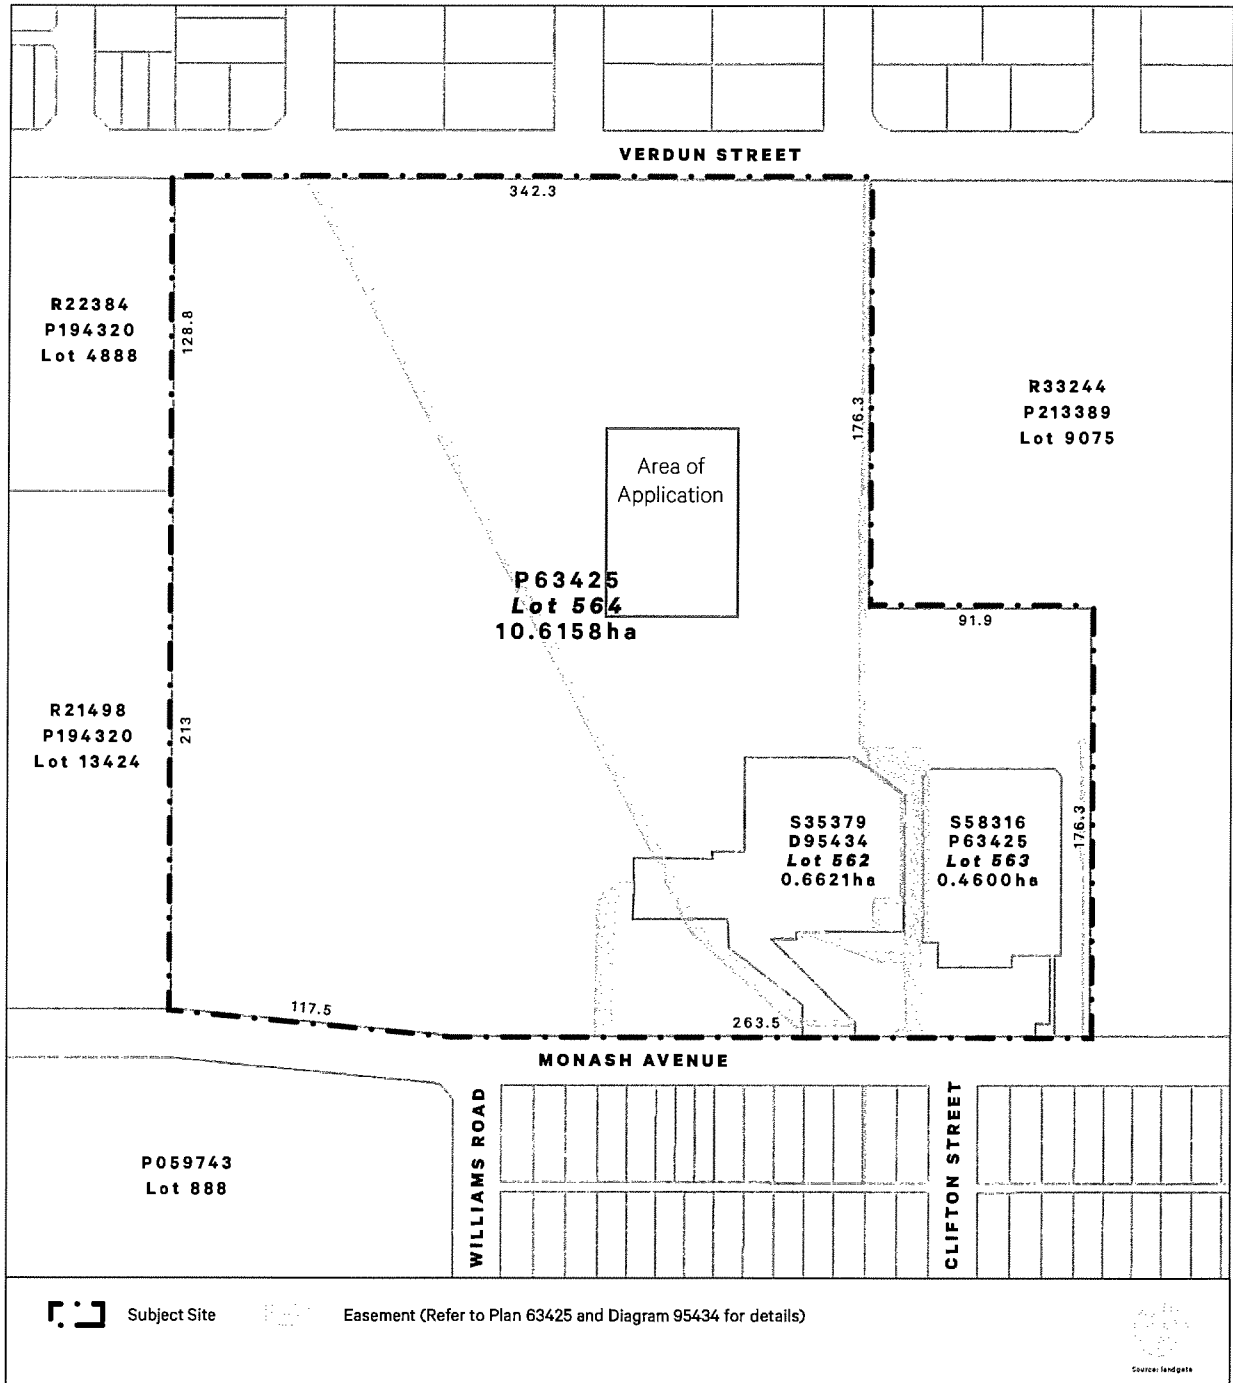 VERDUN STREET
342.3
R22384
P194320
Lot 4888
128.8
176.3
R33244
P213389
Lot 9075
Area of
Application
P63425
Lot 564
10.6158ha
91.9
R21498
P194320
Lot 13424
213
S35379
D95434
Lot 562
0.6621ha
S58316
P63425
Lot 563
0.4600ha
176.3
117.5
263.5
MONASH AVENUE
WILLIAMS ROAD
CLIFTON STREET
P059743
Lot 888
Subject Site
Easement (Refer to Plan 63425 and Diagram 95434 for details)
Source: landgate